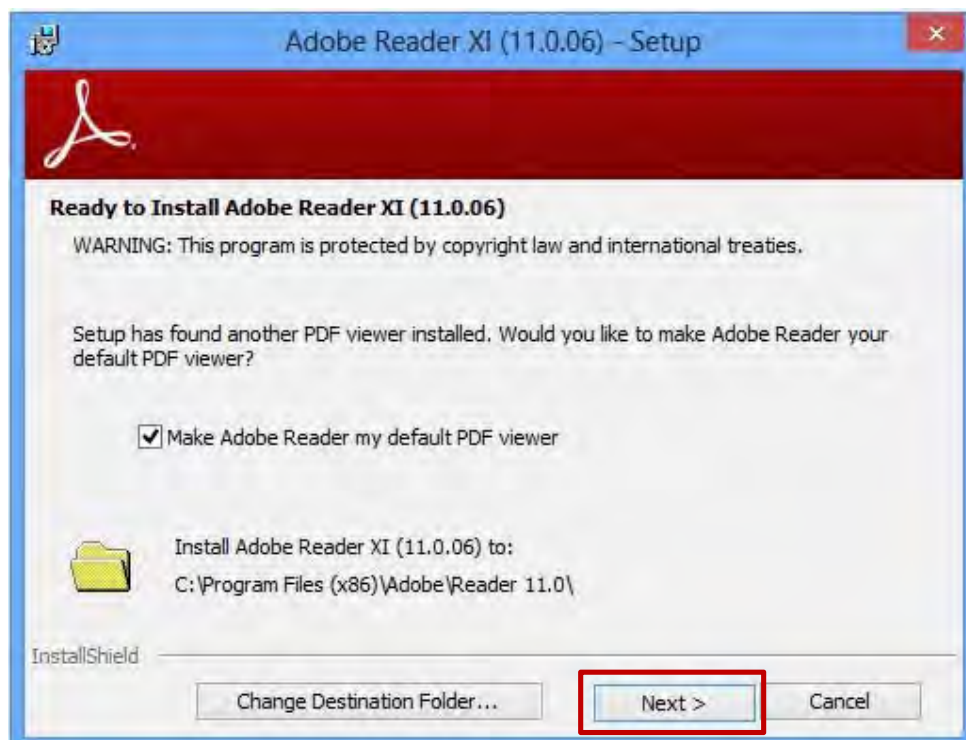 Adobe Reader XI (11.0.06) - Setup
Ready to Install Adobe Reader XI (11.0.06)
WARNING: This program is protected by copyright law and international treaties.
Setup has found another PDF viewer installed. Would you like to make Adobe Reader your
default PDF viewer?
Make Adobe Reader my default PDF viewer
Install Adobe Reader XI (11.0.06) to:
C:\Program Files (x86)\Adobe\Reader 11.0\
InstallShield
Change Destination Folder... Next > Cancel